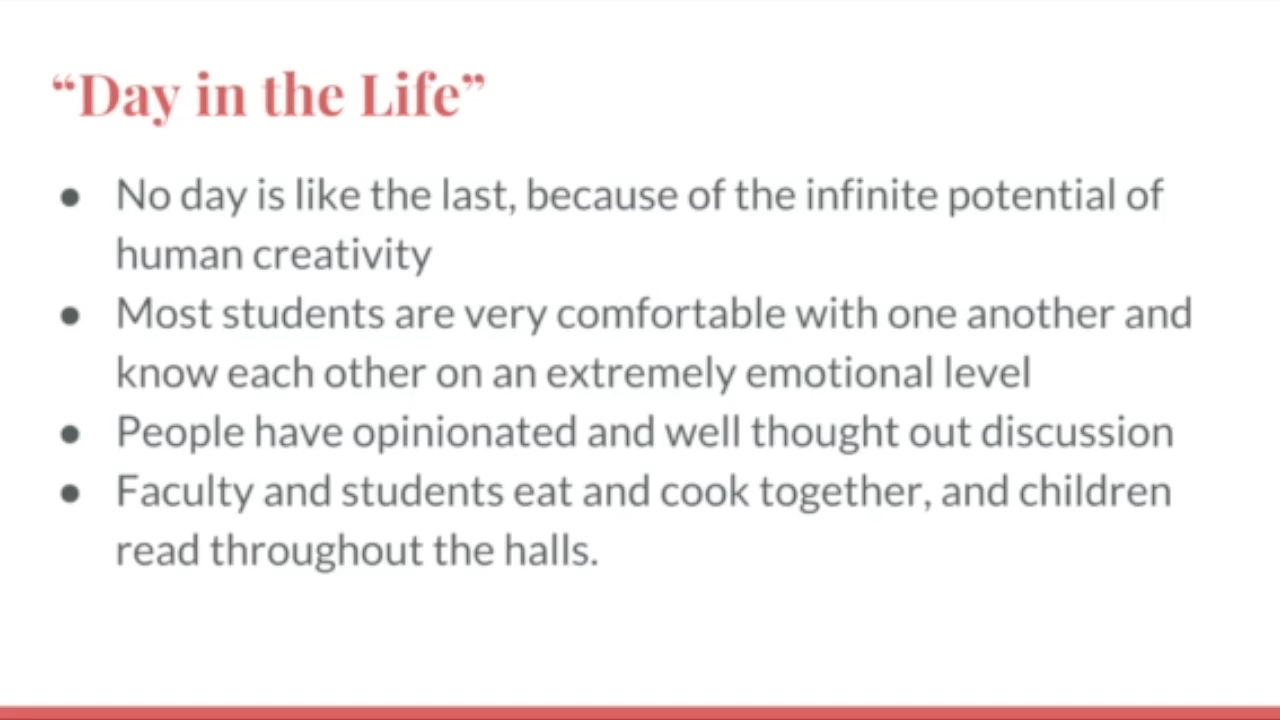 “Day in the Life”
● No day is like the last, because of the infinite potential of
human creativity
● Most students are very comfortable with one another and
know each other on an extremely emotional level
● People have opinionated and well thought out discussion
● Faculty and students eat and cook together, and children
read throughout the halls.